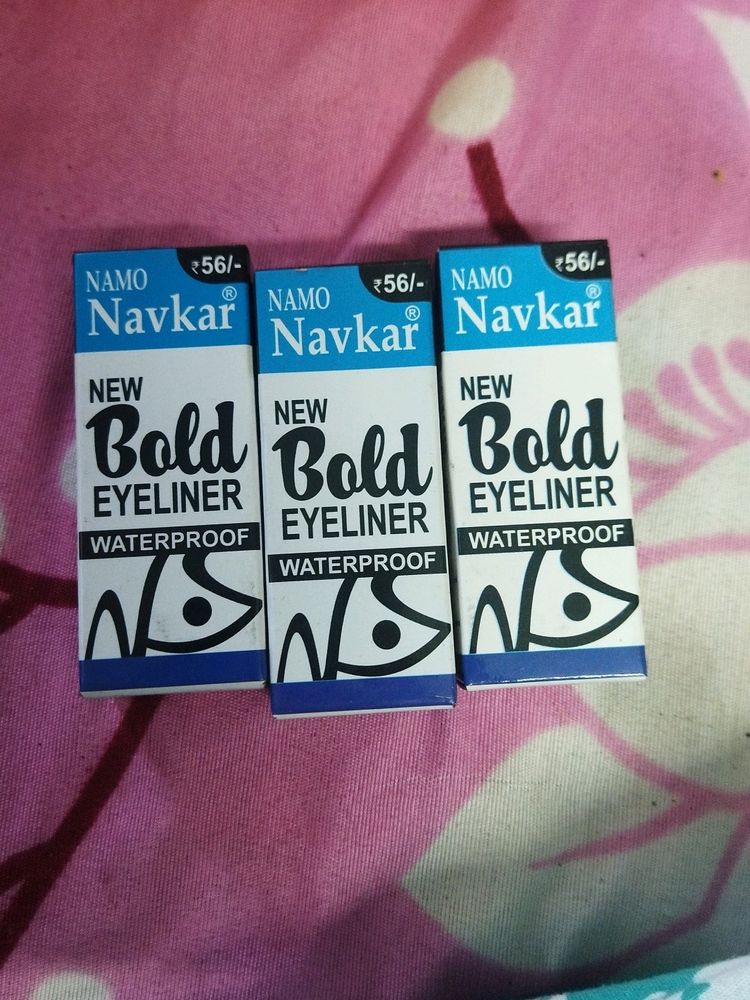 ₹56/-
NAMO
Navkar®
NEW
Bold
EYELINER
WATERPROOF
₹56/-
NAMO
Navkar®
NEW
Bold
EYELINER
WATERPROOF
₹56/-
NAMO
Navkar®
NEW
Bold
EYELINER
WATERPROOF